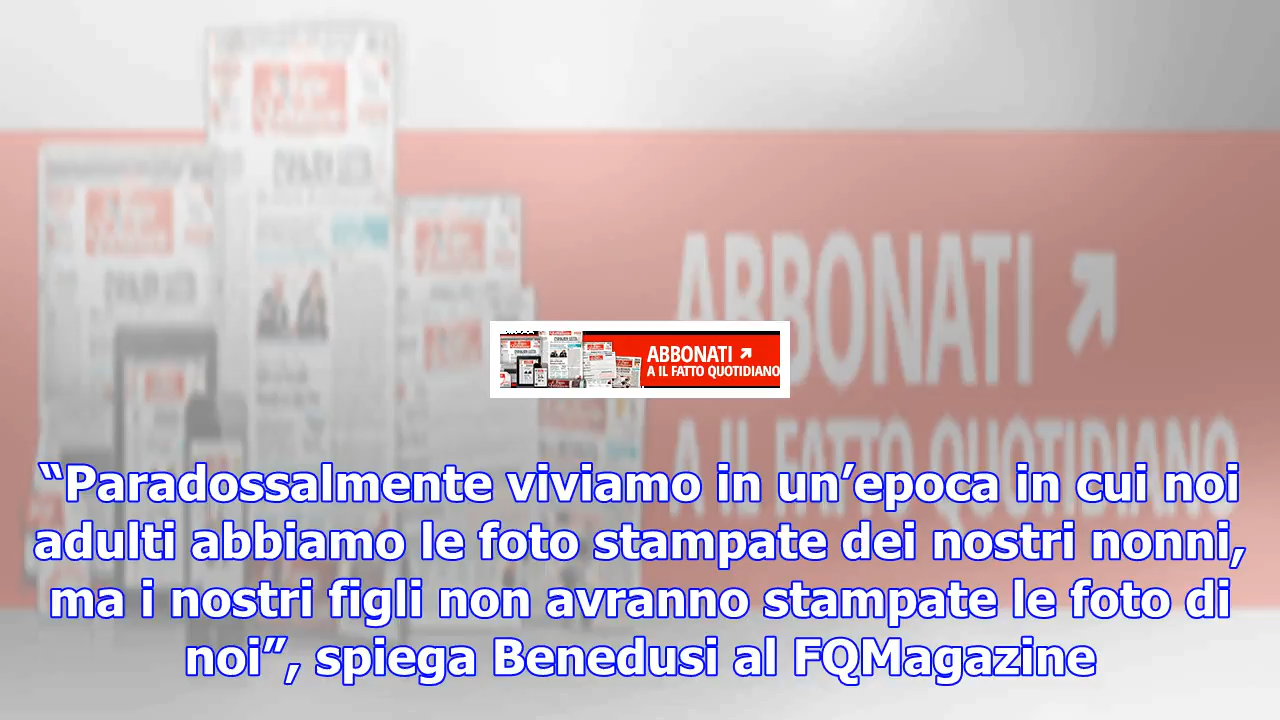 ABBONATI
A IL FATTO QUOTIDIANO
ABBONATI
A IL FATTO QUOTIDIANO
“Paradossalmente viviamo in un’epoca in cui noi
adulti abbiamo le foto stampate dei nostri nonni,
ma i nostri figli non avranno stampate le foto di
noi”, spiega Benedusi al FQMagazine